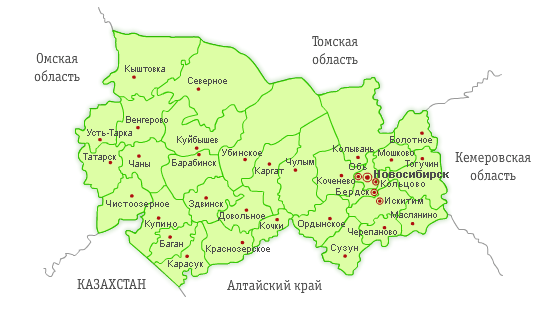 Омская
область
Томская
область
Кыштовка
Северное
Венгерово
Усть-Тарка
Куйбышев
Болотное
Татарск
Чаны
Барабинск
Убинское
Каргат
Чулым
Колывань
Мошково
Тогучин
Обь
Новосибирск
Коченево
Кольцово
Бердск
Искитим
Кемеровская
область
Чистоозерное
Здвинск
Довольное
Купино
Кочки
Ордынское
Маслянино
Черепаново
Баган
Краснозерское
Сузун
Карасук
КАЗАХСТАН
Алтайский край